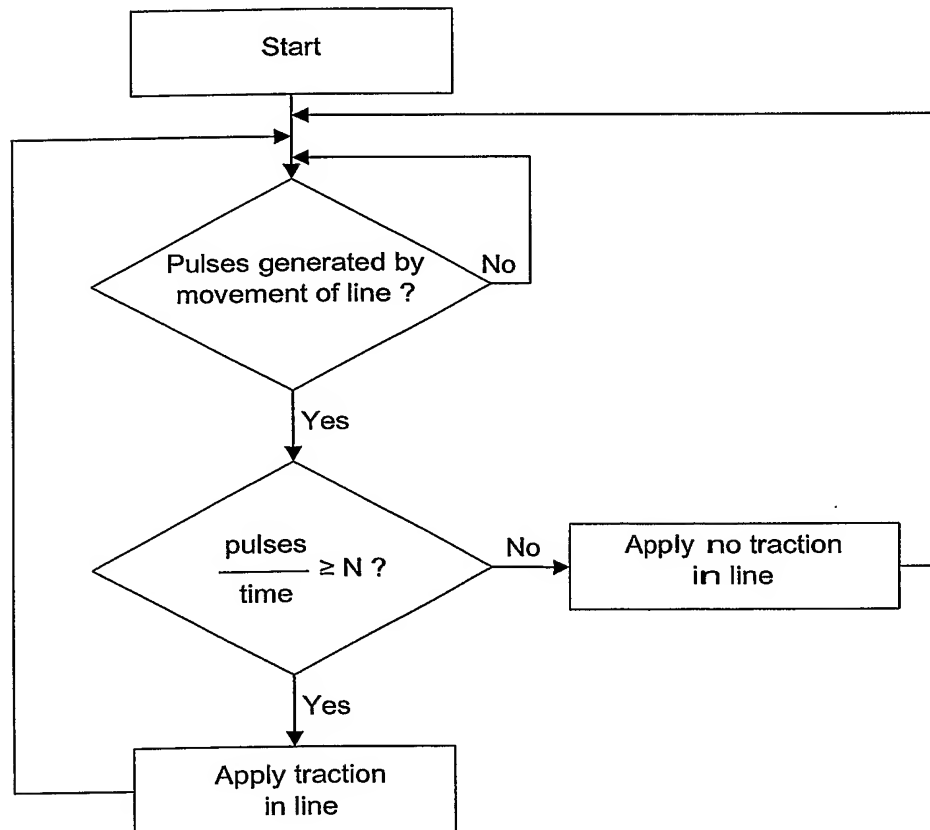 Start
Pulses generated by
movement of line ?
No
Yes
pulses
time
≥ N ?
No
Apply no traction
in line
Yes
Apply traction
in line